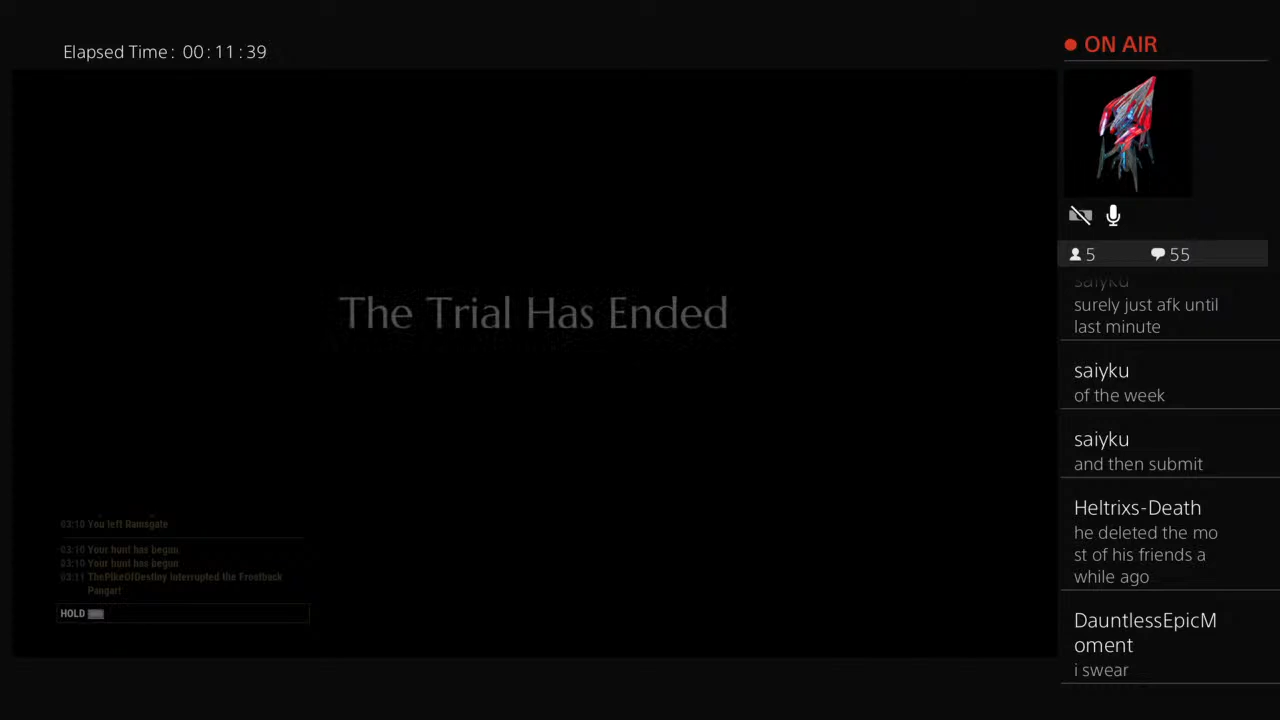 Elapsed Time: 00:11:39
ON AIR
The Trial Has Ended
5 55
saiyku
surely just afk until
last minute
saiyku
of the week
saiyku
and then submit
Heltrixs-Death
he deleted the mo
st of his friends a
while ago
DauntlessEpicM
oment
i swear
03:10 You left Ramsgate
03:10 Your hunt has begun
03:10 Your hunt has begun
03:11 ThePikeOfDestiny interrupted the Frostback
Pangar!
HOLD